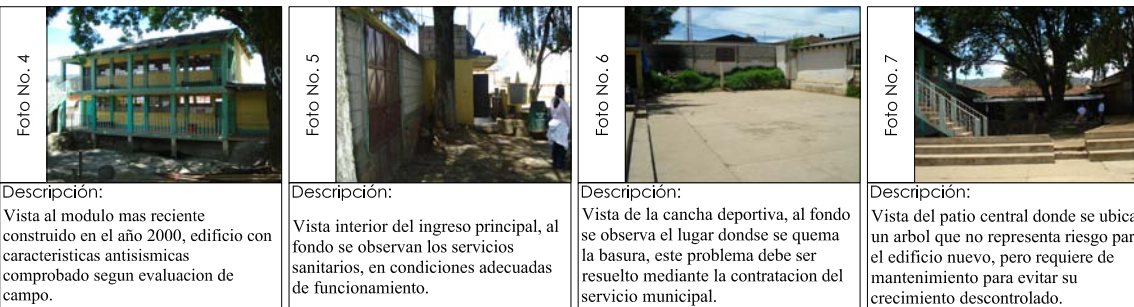 Foto No. 4
Descripción:
Vista al modulo mas reciente
construido en el año 2000, edificio con
caracteristicas antisismicas
comprobado segun evaluacion de
campo.
Foto No. 5
Descripción:
Vista interior del ingreso principal, al
fondo se observan los servicios
sanitarios, en condiciones adecuadas
de funcionamiento.
Foto No. 6
Descripción:
Vista de la cancha deportiva, al fondo
se observa el lugar dondse se quema
la basura, este problema debe ser
resuelto mediante la contratacion del
servicio municipal.
Foto No. 7
Descripción:
Vista del patio central donde se ubica
un arbol que no representa riesgo par
el edificio nuevo, pero requiere de
mantenimiento para evitar su
crecimiento descontrolado.